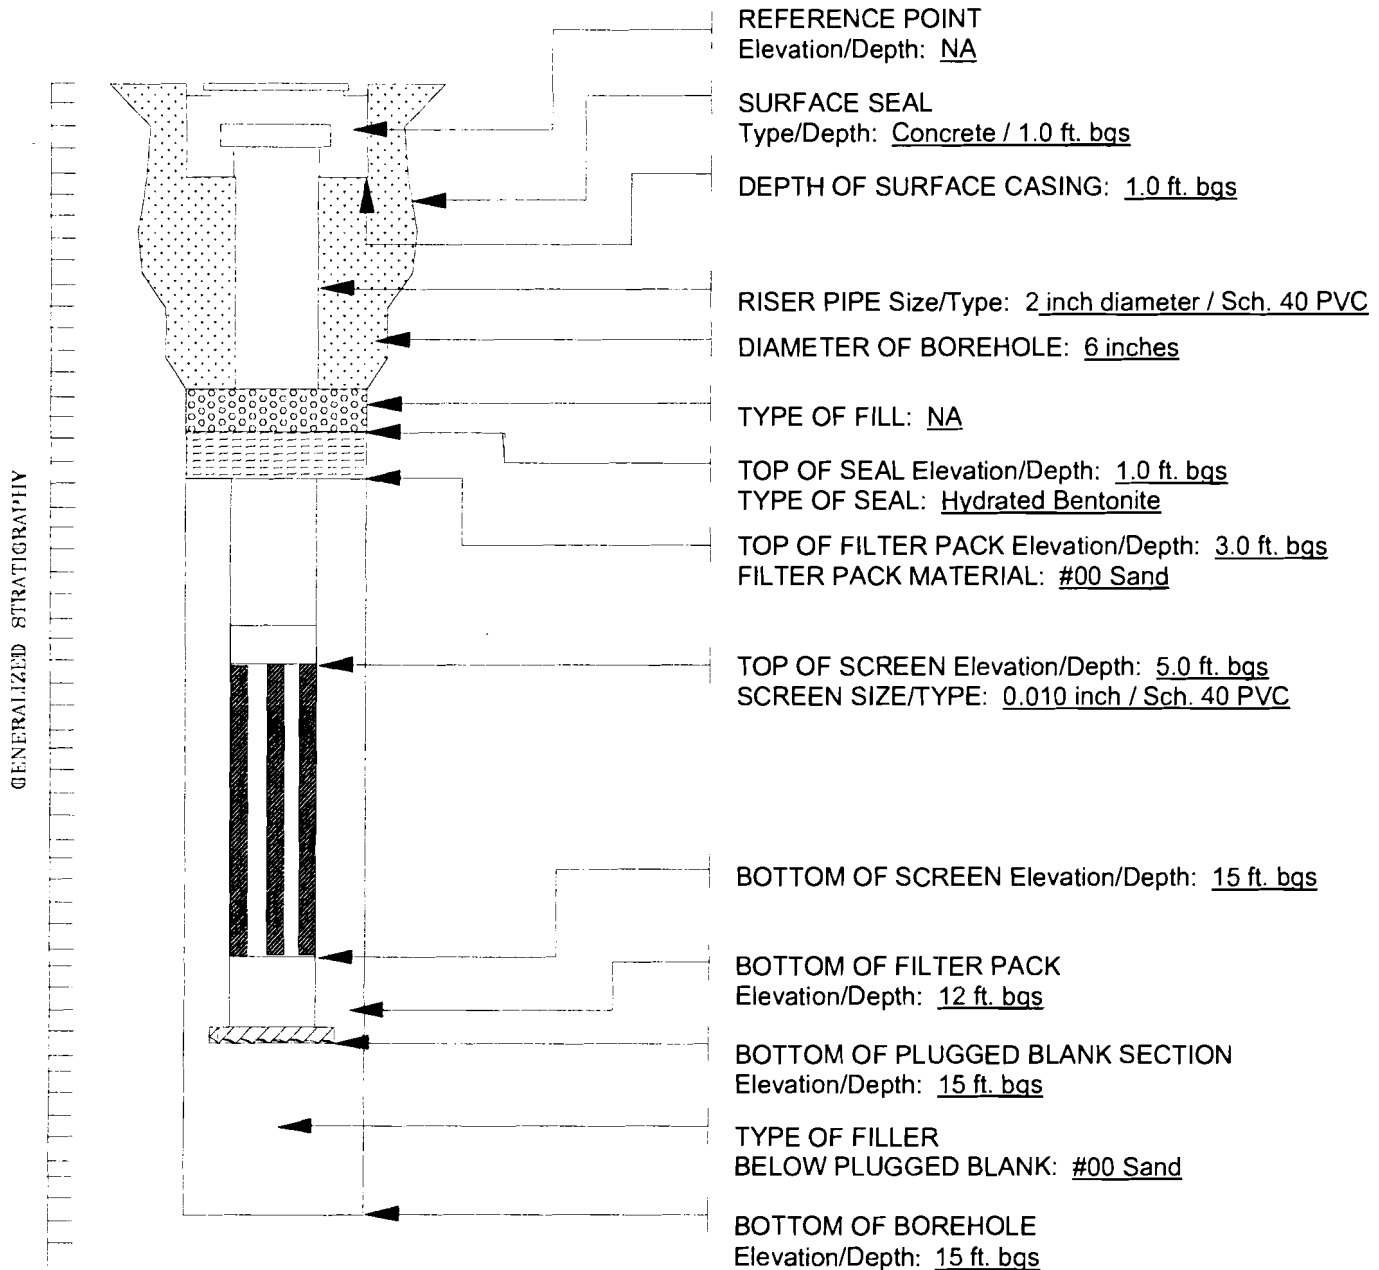 REFERENCE POINT
Elevation/Depth: NA
SURFACE SEAL
Type/Depth: Concrete / 1.0 ft. bgs
DEPTH OF SURFACE CASING: 1.0 ft. bgs
RISER PIPE Size/Type: 2 inch diameter / Sch. 40 PVC
DIAMETER OF BOREHOLE: 6 inches
TYPE OF FILL: NA
TOP OF SEAL Elevation/Depth: 1.0 ft. bgs
TYPE OF SEAL: Hydrated Bentonite
TOP OF FILTER PACK Elevation/Depth: 3.0 ft. bgs
FILTER PACK MATERIAL: #00 Sand
GENERALIZED STRATIGRAPHY
TOP OF SCREEN Elevation/Depth: 5.0 ft. bgs
SCREEN SIZE/TYPE: 0.010 inch / Sch. 40 PVC
BOTTOM OF SCREEN Elevation/Depth: 15 ft. bgs
BOTTOM OF FILTER PACK
Elevation/Depth: 12 ft. bgs
BOTTOM OF PLUGGED BLANK SECTION
Elevation/Depth: 15 ft. bgs
TYPE OF FILLER
BELOW PLUGGED BLANK: #00 Sand
BOTTOM OF BOREHOLE
Elevation/Depth: 15 ft. bgs